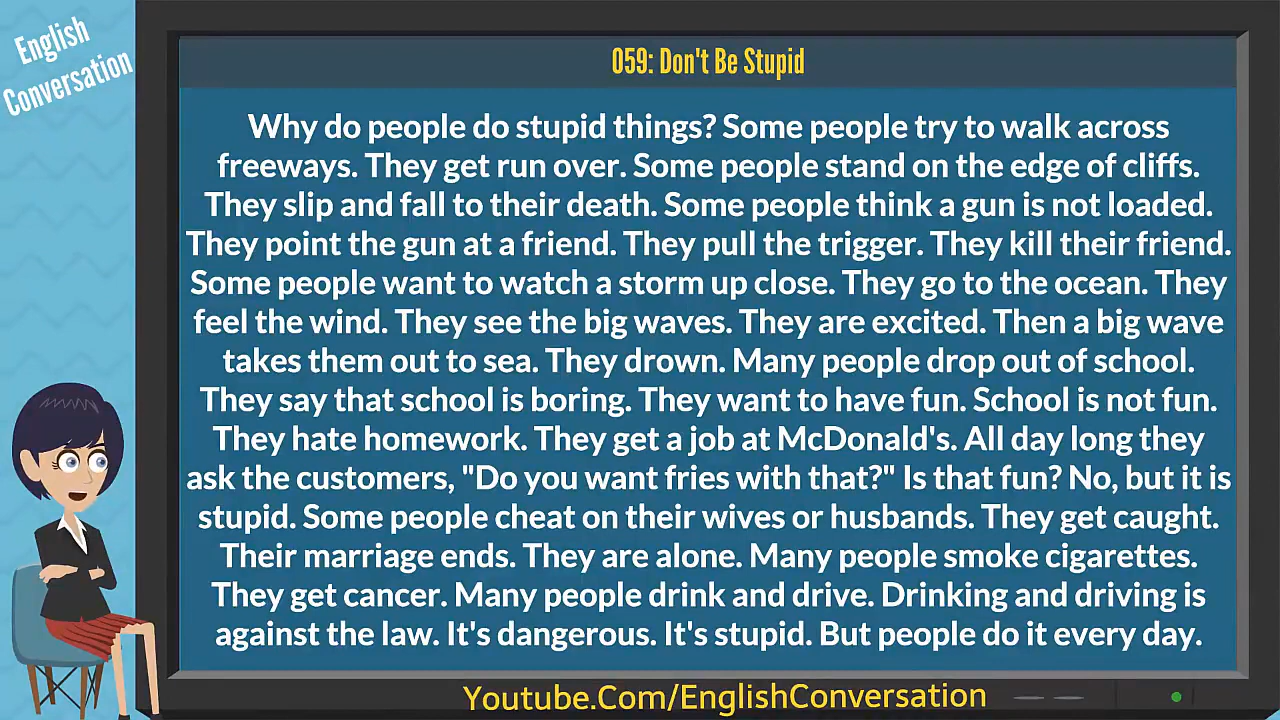 English
Conversation
059: Don't Be Stupid
Why do people do stupid things? Some people try to walk across
freeways. They get run over. Some people stand on the edge of cliffs.
They slip and fall to their death. Some people think a gun is not loaded.
They point the gun at a friend. They pull the trigger. They kill their friend.
Some people want to watch a storm up close. They go to the ocean. They
feel the wind. They see the big waves. They are excited. Then a big wave
takes them out to sea. They drown. Many people drop out of school.
They say that school is boring. They want to have fun. School is not fun.
They hate homework. They get a job at McDonald's. All day long they
ask the customers, "Do you want fries with that?" Is that fun? No, but it is
stupid. Some people cheat on their wives or husbands. They get caught.
Their marriage ends. They are alone. Many people smoke cigarettes.
They get cancer. Many people drink and drive. Drinking and driving is
against the law. It's dangerous. It's stupid. But people do it every day.
Youtube.Com/EnglishConversation